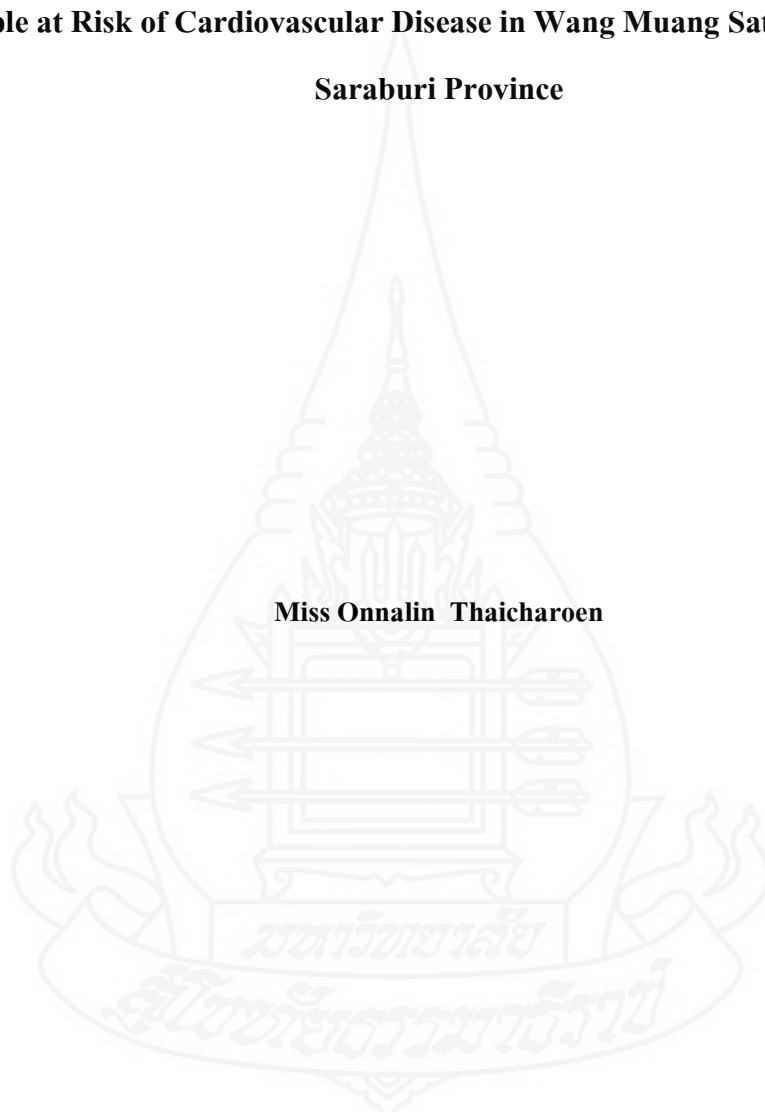 ple at Risk of Cardiovascular Disease in Wang Muang Sat
Saraburi Province
Miss Onnalin Thaicharoen
มหาวิทยาลัย
สุโขทัยธรรมาธิราช